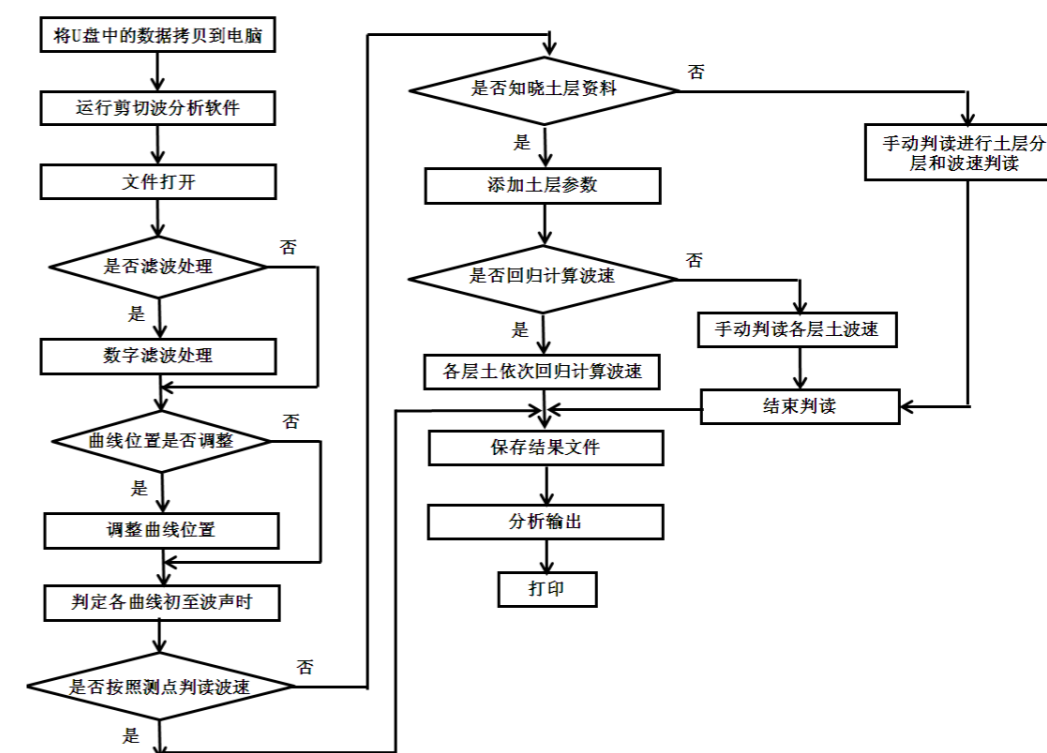 将U盘中的数据拷贝到电脑
运行剪切波分析软件
文件打开
是否滤波处理
否
是
数字滤波处理
曲线位置是否调整
否
是
调整曲线位置
判定各曲线初至波声时
是否按照测点判读波速
否
是
是否知晓土层资料
否
是
手动判读进行土层分
层和波速判读
添加土层参数
是否回归计算波速
否
是
手动判读各层土波速
各层土依次回归计算波速
结束判读
保存结果文件
分析输出
打印